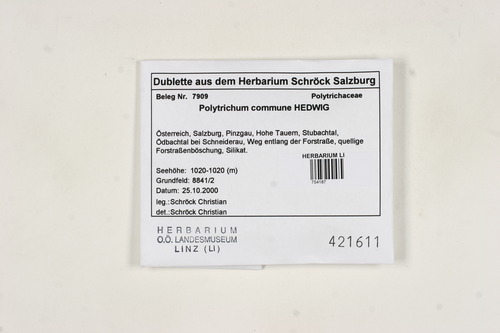 Dublette aus dem Herbarium Schröck Salzburg
Beleg Nr. 7909 Polytrichaceae
Polytrichum commune HEDWIG
Österreich, Salzburg, Pinzgau, Hohe Tauern, Stubachtal,
Ödbachtal bei Schneiderau, Weg entlang der Forstraße, quellige
Forstraßenböschung, Silikat.
HERBARIUM LI
754187
Seehöhe: 1020-1020 (m)
Grundfeld: 8841/2
Datum: 25.10.2000
leg.:Schröck Christian
det.:Schröck Christian
HERBARIUM
O.Ö. LANDESMUSEUM
LINZ (LI)
421611